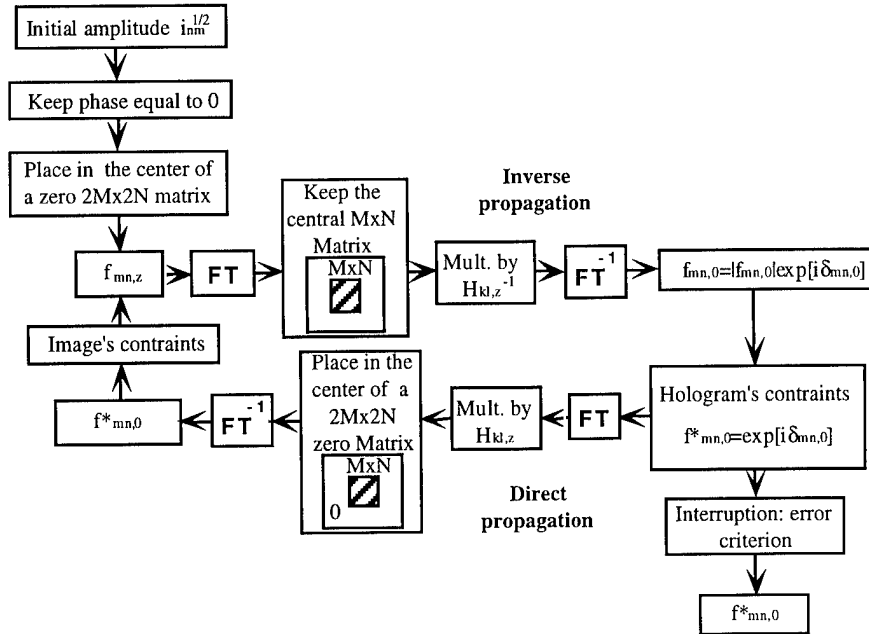 Initial amplitude i_nm^1/2
Keep phase equal to 0
Place in the center of
a zero 2Mx2N matrix
f_mn,z
FT
Keep the
central MxN
Matrix
MxN
Inverse
propagation
Mult. by
H_kl,z^-1
FT^-1
f_mn,0=|f_mn,0|exp[iδ_mn,0]
Hologram's contraints
f*_mn,0=exp[iδ_mn,0]
FT
Mult. by
H_kl,z
Direct
propagation
Place in the
center of a
2Mx2N
zero Matrix
MxN
0
FT^-1
f*_mn,0
Image's contraints
Interruption: error
criterion
f*_mn,0